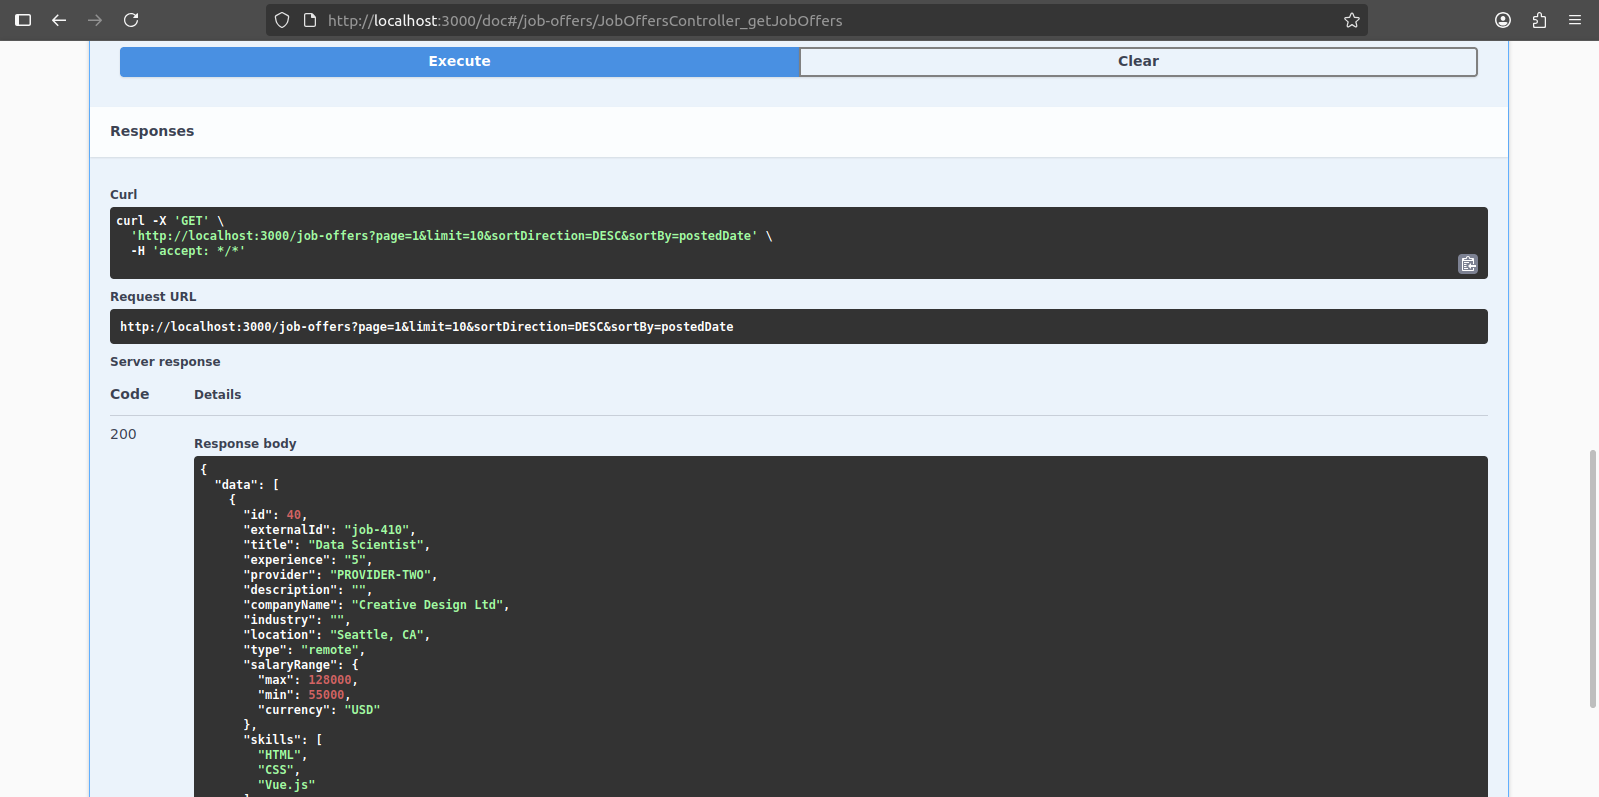 http://localhost:3000/doc#/job-offers/JobOffersController_getJobOffers
Execute
Clear
Responses
Curl
curl -X 'GET' \
  'http://localhost:3000/job-offers?page=1&limit=10&sortDirection=DESC&sortBy=postedDate' \
  -H 'accept: */*'
Request URL
http://localhost:3000/job-offers?page=1&limit=10&sortDirection=DESC&sortBy=postedDate
Server response
Code Details
200
Response body
{
  "data": [
    {
      "id": 40,
      "externalId": "job-410",
      "title": "Data Scientist",
      "experience": "5",
      "provider": "PROVIDER-TWO",
      "description": "",
      "companyName": "Creative Design Ltd",
      "industry": "",
      "location": "Seattle, CA",
      "type": "remote",
      "salaryRange": {
        "max": 128000,
        "min": 55000,
        "currency": "USD"
      },
      "skills": [
        "HTML",
        "CSS",
        "Vue.js"